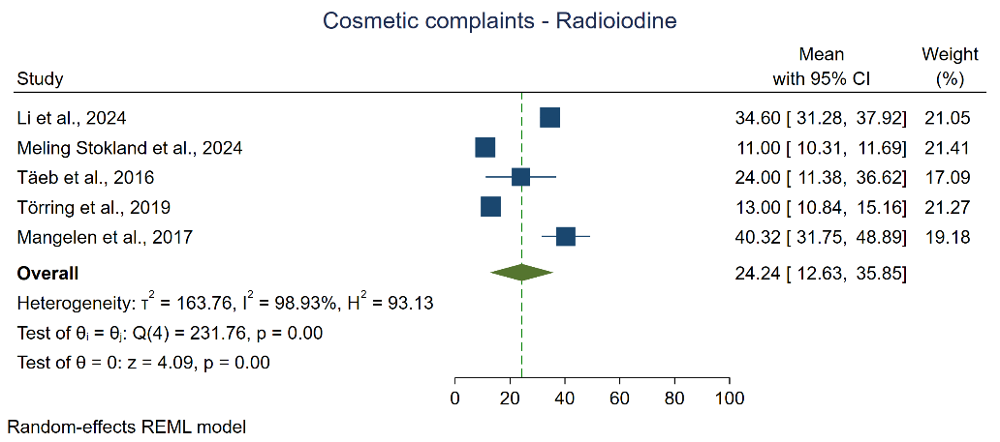 Cosmetic complaints - Radioiodine
Mean Weight
Study with 95% CI (%)
Li et al., 2024 34.60 [ 31.28, 37.92] 21.05
Meling Stokland et al., 2024 11.00 [ 10.31, 11.69] 21.41
Täeb et al., 2016 24.00 [ 11.38, 36.62] 17.09
Törring et al., 2019 13.00 [ 10.84, 15.16] 21.27
Mangelen et al., 2017 40.32 [ 31.75, 48.89] 19.18
Overall 24.24 [ 12.63, 35.85]
Heterogeneity: τ² = 163.76, I² = 98.93%, H² = 93.13
Test of θᵢ = θⱼ: Q(4) = 231.76, p = 0.00
Test of θ = 0: z = 4.09, p = 0.00
0 20 40 60 80 100
Random-effects REML model